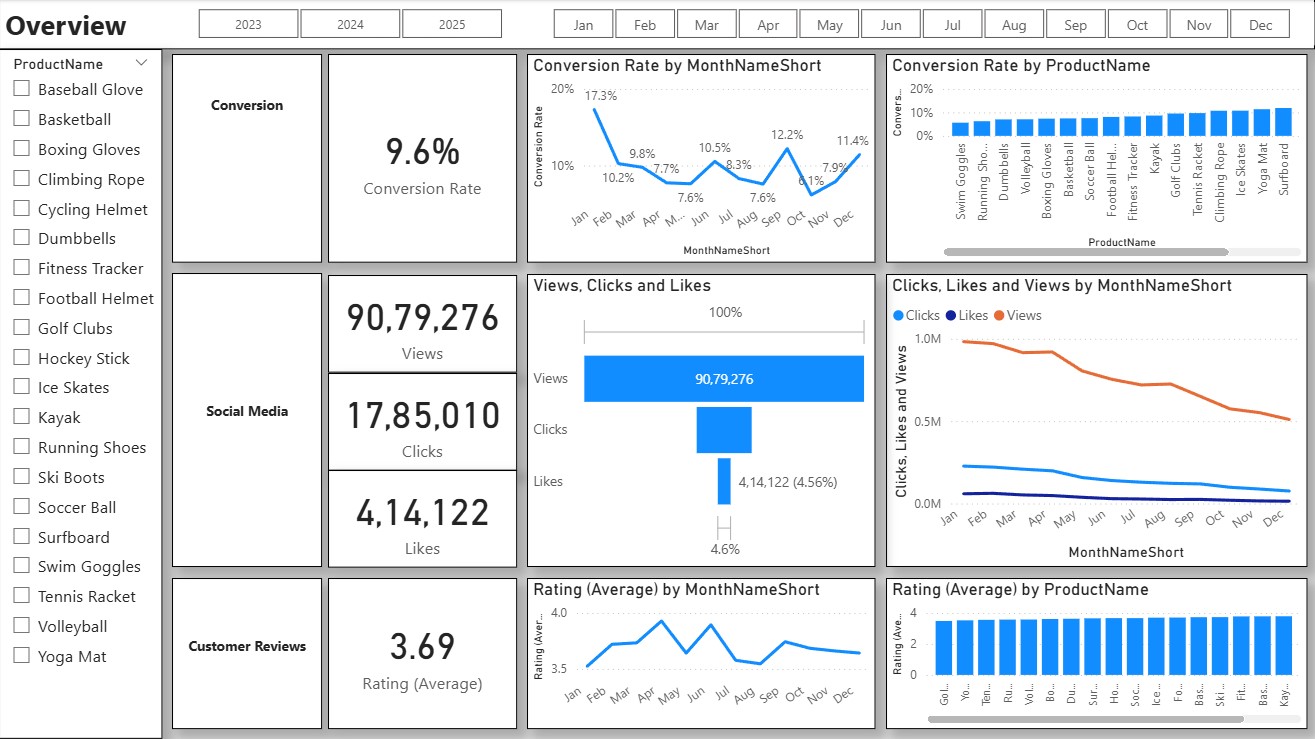 Overview
2023
2024
2025
Jan
Feb
Mar
Apr
May
Jun
Jul
Aug
Sep
Oct
Nov
Dec
ProductName
Baseball Glove
Basketball
Boxing Gloves
Climbing Rope
Cycling Helmet
Dumbbells
Fitness Tracker
Football Helmet
Golf Clubs
Hockey Stick
Ice Skates
Kayak
Running Shoes
Ski Boots
Soccer Ball
Surfboard
Swim Goggles
Tennis Racket
Volleyball
Yoga Mat
Conversion
9.6%
Conversion Rate
Conversion Rate by MonthNameShort
Conversion Rate
20%
10%
17.3%
10.2%
9.8%
7.7%
7.6%
10.5%
8.3%
7.6%
12.2%
6.1%
7.9%
11.4%
Jan
Feb
Mar
Apr
M...
Jun
Jul
Aug
Sep
Oct
Nov
Dec
MonthNameShort
Conversion Rate by ProductName
Convers...
20%
10%
0%
Swim Goggles
Running Sho...
Dumbbells
Volleyball
Boxing Gloves
Basketball
Soccer Ball
Football Hel...
Fitness Tracker
Kayak
Golf Clubs
Tennis Racket
Climbing Rope
Ice Skates
Yoga Mat
Surfboard
ProductName
Social Media
90,79,276
Views
17,85,010
Clicks
4,14,122
Likes
Views, Clicks and Likes
100%
Views
90,79,276
Clicks
Likes
4,14,122 (4.56%)
4.6%
Clicks, Likes and Views by MonthNameShort
Clicks
Likes
Views
Clicks, Likes and Views
1.0M
0.5M
0.0M
Jan
Feb
Mar
Apr
May
Jun
Jul
Aug
Sep
Oct
Nov
Dec
MonthNameShort
Customer Reviews
3.69
Rating (Average)
Rating (Average) by MonthNameShort
Rating (Aver...
4.0
3.5
Jan
Feb
Mar
Apr
May
Jun
Jul
Aug
Sep
Oct
Nov
Dec
Rating (Average) by ProductName
Rating (Ave...
4
2
0
Gol...
Yo...
Ten...
Ru...
Vol...
Bo...
Du...
Sur...
Ho...
Soc...
Ice ...
Fo...
Bas...
Ski ...
Fit...
Bas...
Kay...